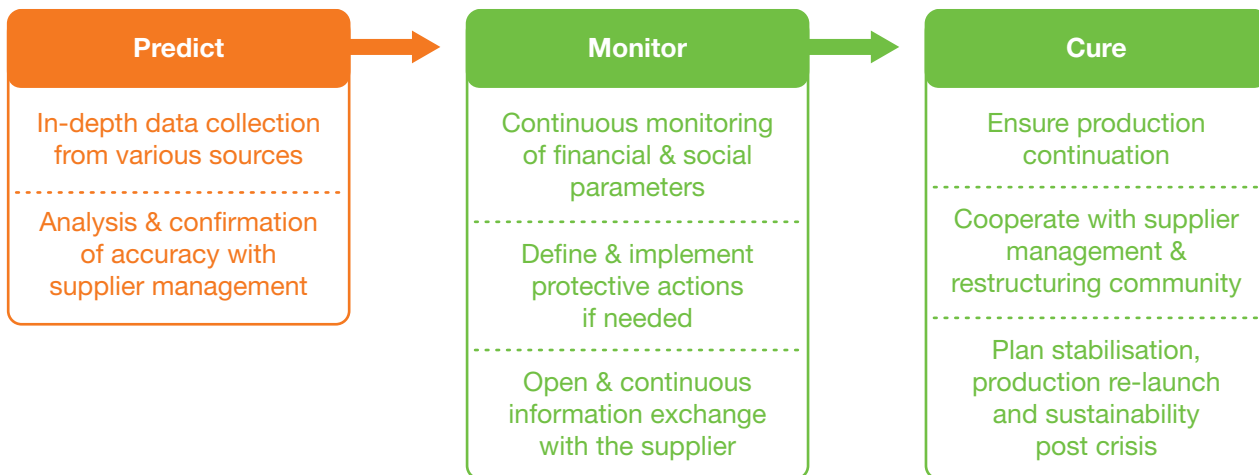 Predict
In-depth data collection
from various sources
Analysis & confirmation
of accuracy with
supplier management
Monitor
Continuous monitoring
of financial & social
parameters
Define & implement
protective actions
if needed
Open & continuous
information exchange
with the supplier
Cure
Ensure production
continuation
Cooperate with supplier
management &
restructuring community
Plan stabilisation,
production re-launch
and sustainability
post crisis